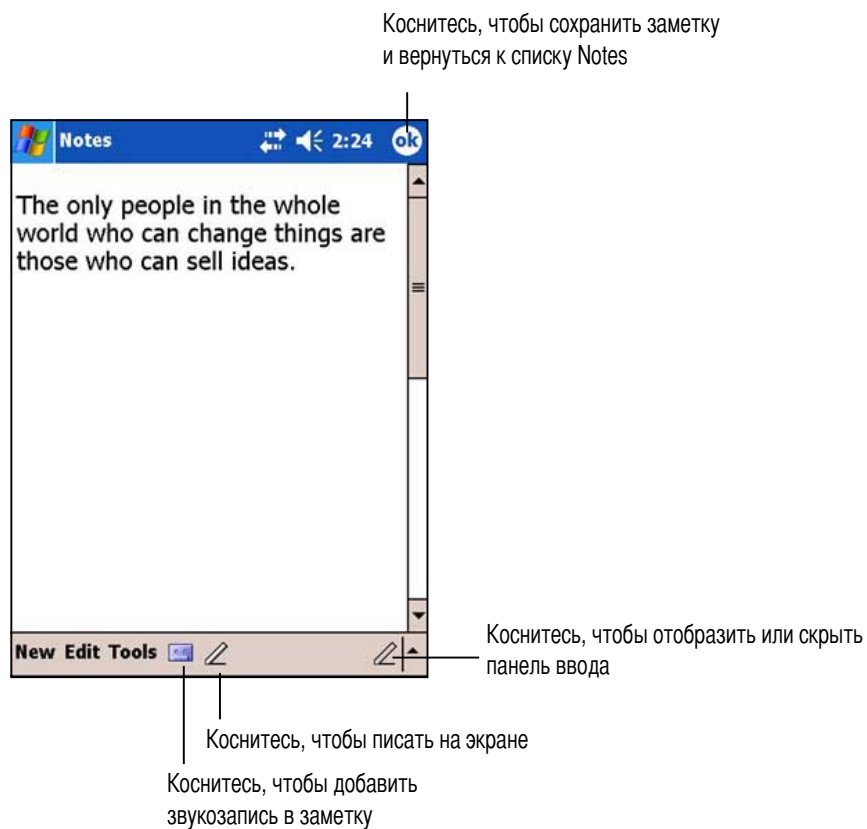 Коснитесь, чтобы сохранить заметку
и вернуться к списку Notes
Notes 2:24 ok
The only people in the whole
world who can change things are
those who can sell ideas.
New Edit Tools
Коснитесь, чтобы отобразить или скрыть
панель ввода
Коснитесь, чтобы писать на экране
Коснитесь, чтобы добавить
звукозапись в заметку